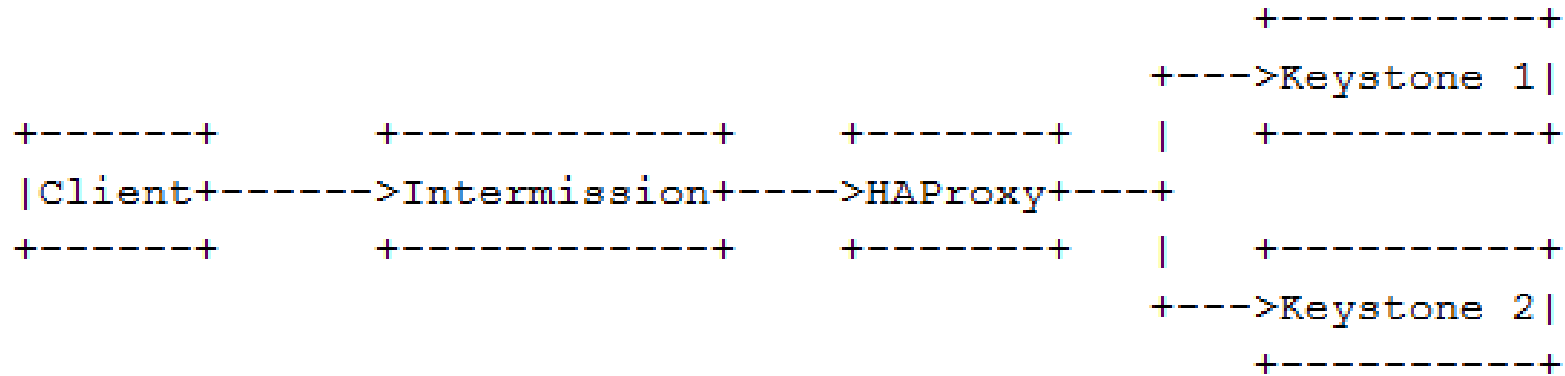 +----------+
                                                     +--->Keystone 1|
+------+       +------------+    +-------+   |    +----------+
|Client+------>Intermission+---->HAProxy+---+
+------+       +------------+    +-------+   |    +----------+
                                                     +--->Keystone 2|
                                                          +----------+